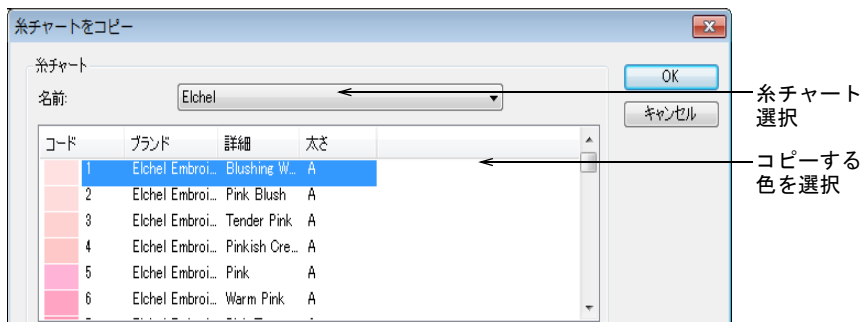 糸チャートをコピー
糸チャート
名前: Elchel
OK
キャンセル
コード ブランド 詳細 太さ
1 Elchel Embroi... Blushing W... A
2 Elchel Embroi... Pink Blush A
3 Elchel Embroi... Tender Pink A
4 Elchel Embroi... Pinkish Cre... A
5 Elchel Embroi... Pink A
6 Elchel Embroi... Warm Pink A
糸チャート
選択
コピーする
色を選択